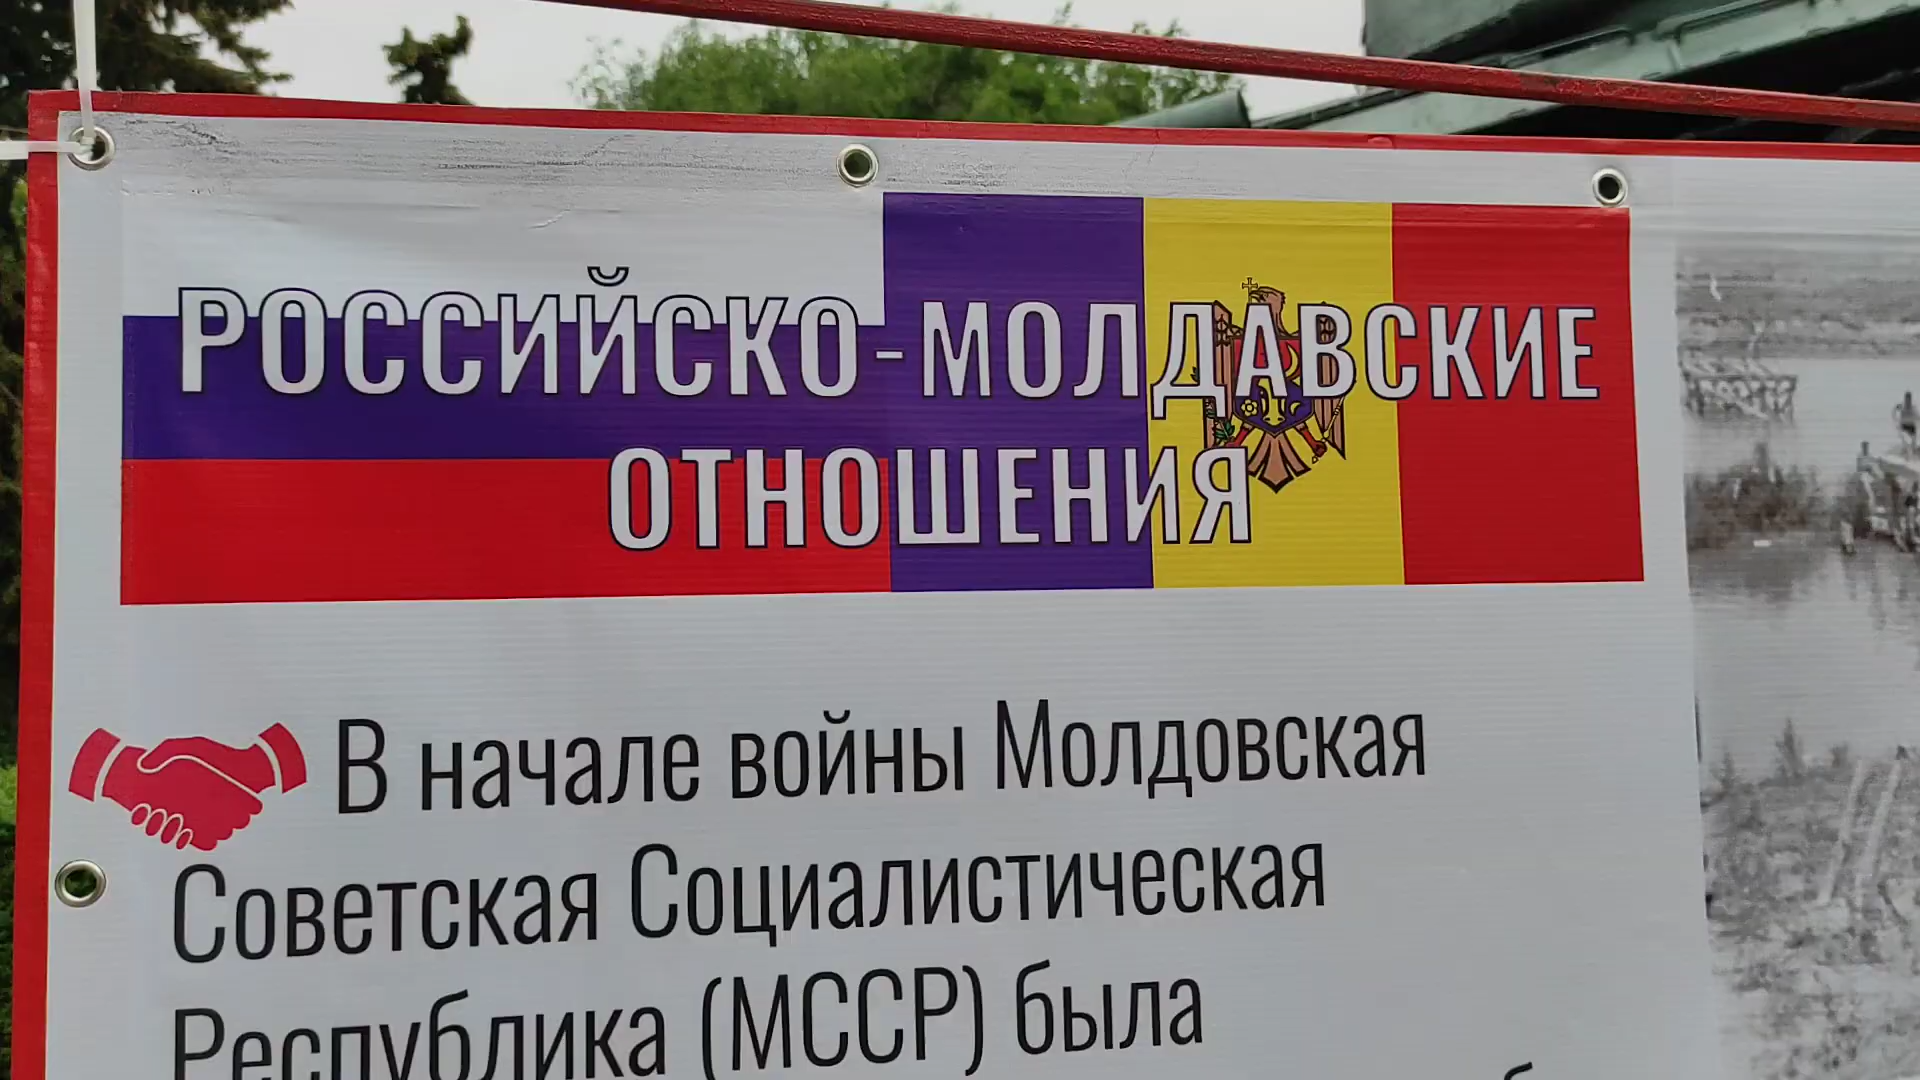 РОССИЙСКО-МОЛДАВСКИЕ
ОТНОШЕНИЯ
В начале войны Молдовская
Советская Социалистическая
Республика (МССР) была